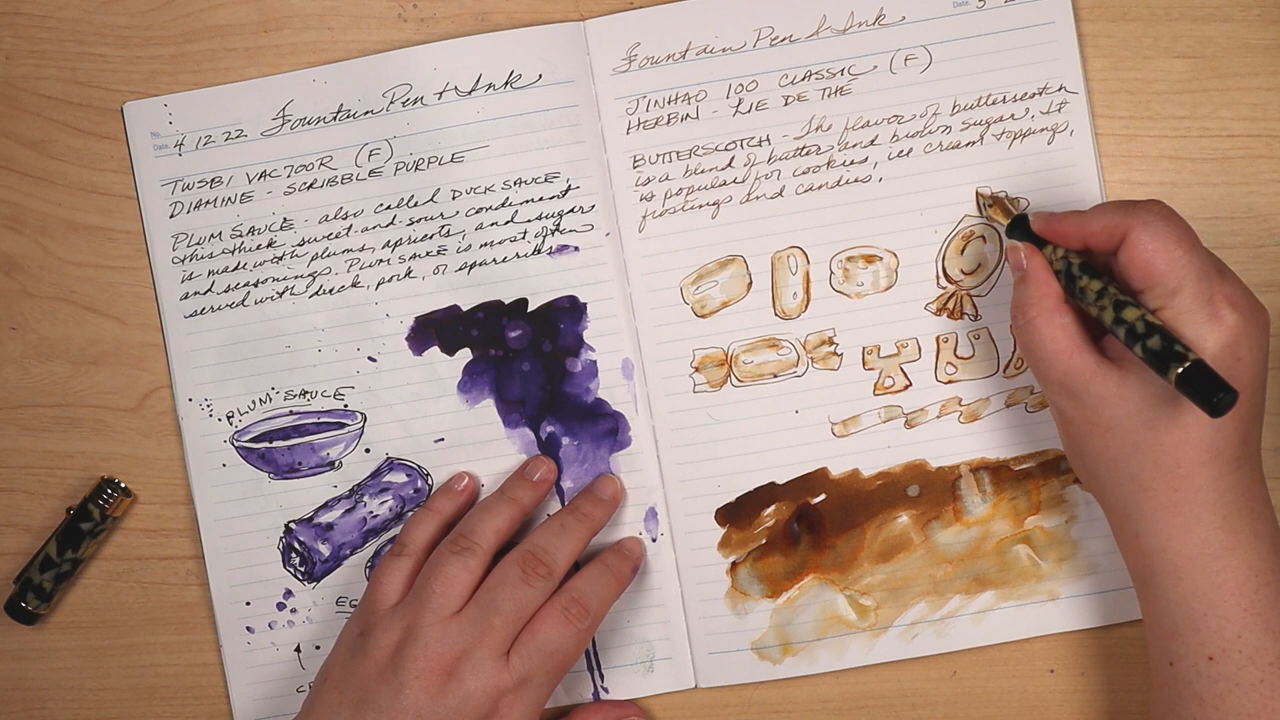 No.
Date. 4 12 22
Fountain Pen & Ink
TWSBI VAC700R (F)
DIAMINE - SCRIBBLE PURPLE
PLUM SAUCE - also called DUCK SAUCE,
this thick sweet-and-sour condiment
is made with plums, apricots, and sugar
and seasonings. PLUM SAUCE is most often
served with duck, pork, or spareribs.
PLUM SAUCE
Date.
Fountain Pen & Ink
JINHAO 100 CLASSIC (F)
HERBIN - LIE DE THE
BUTTERSCOTCH - The flavor of butterscotch
is a blend of butter and brown sugar. It
is popular for cookies, ice cream toppings,
frostings and candies.